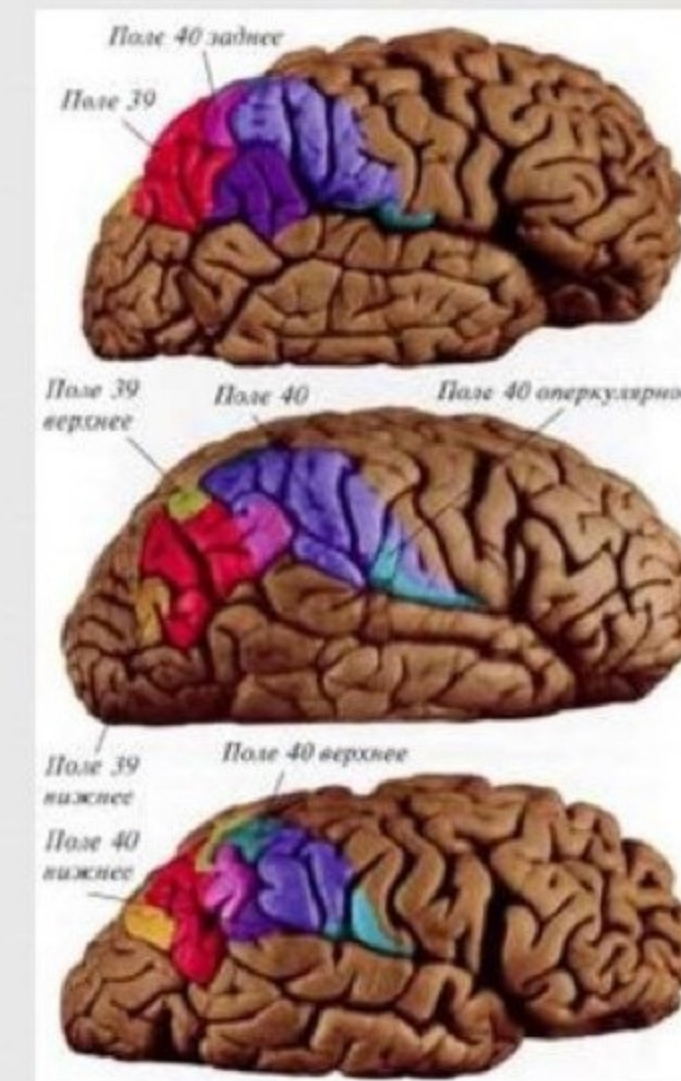 Поле 40 заднее
Поле 39
Поле 39
верхнее
Поле 40
Поле 40 оперкулярно
Поле 40 верхнее
Поле 39
нижнее
Поле 40
нижнее